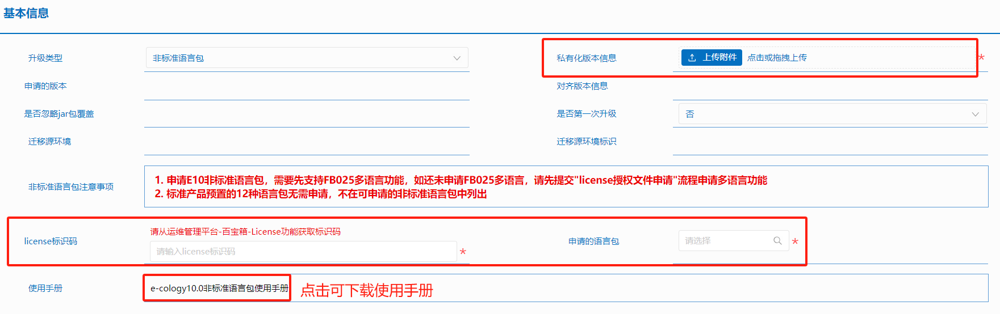 基本信息
升级类型
非标准语言包
私有化版本信息
上传附件 点击或拖拽上传 *
申请的版本
对齐版本信息
是否忽略jar包覆盖
是否第一次升级
否
迁移源环境
迁移源环境标识
非标准语言包注意事项
1. 申请E10非标准语言包，需要先支持FB025多语言功能，如还未申请FB025多语言，请先提交"license授权文件申请"流程申请多语言功能
2. 标准产品预置的12种语言包无需申请，不在可申请的非标准语言包中列出
license标识码
请从运维管理平台-百宝箱-License功能获取标识码
请输入license标识码 *
申请的语言包
请选择 *
使用手册
e-cology10.0非标准语言包使用手册
点击可下载使用手册